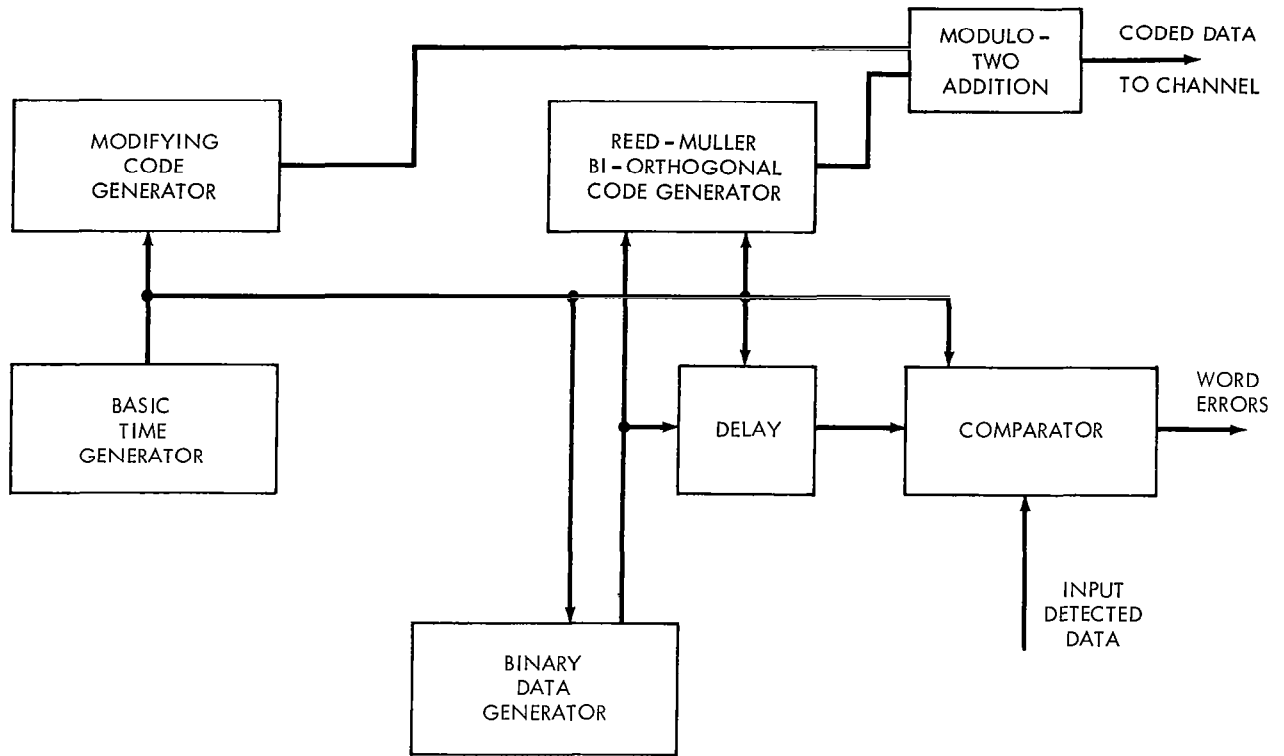 MODULO-
TWO
ADDITION
CODED DATA
TO CHANNEL
MODIFYING
CODE
GENERATOR
REED-MULLER
BI-ORTHOGONAL
CODE GENERATOR
BASIC
TIME
GENERATOR
DELAY
COMPARATOR
WORD
ERRORS
INPUT
DETECTED
DATA
BINARY
DATA
GENERATOR